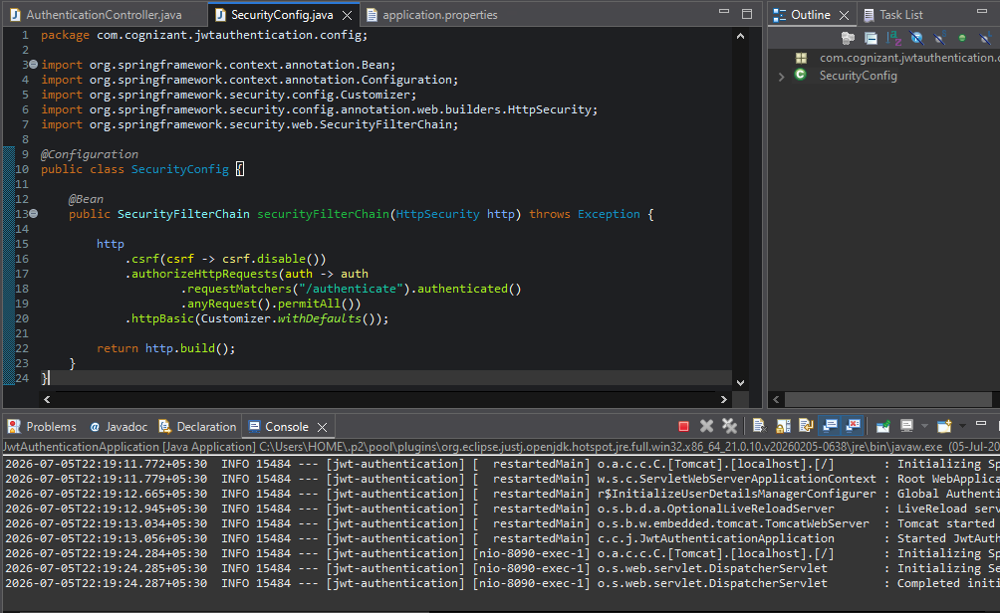 AuthenticationController.java
SecurityConfig.java
application.properties
1 package com.cognizant.jwtauthentication.config;
2
3 import org.springframework.context.annotation.Bean;
4 import org.springframework.context.annotation.Configuration;
5 import org.springframework.security.config.Customizer;
6 import org.springframework.security.config.annotation.web.builders.HttpSecurity;
7 import org.springframework.security.web.SecurityFilterChain;
8
9 @Configuration
10 public class SecurityConfig {
11
12 @Bean
13 public SecurityFilterChain securityFilterChain(HttpSecurity http) throws Exception {
14
15 http
16 .csrf(csrf -> csrf.disable())
17 .authorizeHttpRequests(auth -> auth
18 .requestMatchers("/authenticate").authenticated()
19 .anyRequest().permitAll())
20 .httpBasic(Customizer.withDefaults());
21
22 return http.build();
23 }
24 }
Outline
Task List
com.cognizant.jwtauthentication.c
SecurityConfig
Problems
Javadoc
Declaration
Console
JwtAuthenticationApplication [Java Application] C:\Users\HOME\.p2\pool\plugins\org.eclipse.justj.openjdk.hotspot.jre.full.win32.x86_64_21.0.10.v20260205-0638\jre\bin\javaw.exe (05-Jul-20
2026-07-05T22:19:11.772+05:30 INFO 15484 --- [jwt-authentication] [ restartedMain] o.a.c.c.C.[Tomcat].[localhost].[/] : Initializing Sp
2026-07-05T22:19:11.779+05:30 INFO 15484 --- [jwt-authentication] [ restartedMain] w.s.c.ServletWebServerApplicationContext : Root WebApplica
2026-07-05T22:19:12.665+05:30 INFO 15484 --- [jwt-authentication] [ restartedMain] r$InitializeUserDetailsManagerConfigurer : Global Authenti
2026-07-05T22:19:12.945+05:30 INFO 15484 --- [jwt-authentication] [ restartedMain] o.s.b.d.a.OptionalLiveReloadServer : LiveReload serv
2026-07-05T22:19:13.034+05:30 INFO 15484 --- [jwt-authentication] [ restartedMain] o.s.b.w.embedded.tomcat.TomcatWebServer : Tomcat started
2026-07-05T22:19:13.056+05:30 INFO 15484 --- [jwt-authentication] [ restartedMain] c.c.j.JwtAuthenticationApplication : Started JwtAuth
2026-07-05T22:19:24.284+05:30 INFO 15484 --- [jwt-authentication] [nio-8090-exec-1] o.a.c.c.C.[Tomcat].[localhost].[/] : Initializing Sp
2026-07-05T22:19:24.285+05:30 INFO 15484 --- [jwt-authentication] [nio-8090-exec-1] o.s.web.servlet.DispatcherServlet : Initializing Se
2026-07-05T22:19:24.287+05:30 INFO 15484 --- [jwt-authentication] [nio-8090-exec-1] o.s.web.servlet.DispatcherServlet : Completed initi